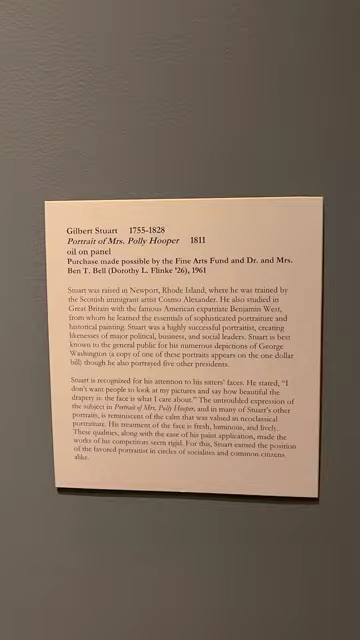 Gilbert Stuart 1755-1828
Portrait of Mrs. Polly Hooper 1811
oil on panel
Purchase made possible by the Fine Arts Fund and Dr. and Mrs.
Ben T. Bell (Dorothy L. Flinke '26), 1961
Stuart was raised in Newport, Rhode Island, where he was trained by
the Scottish immigrant artist Cosmo Alexander. He also studied in
Great Britain with the famous American expatriate Benjamin West,
from whom he learned the essentials of sophisticated portraiture and
historical painting. Stuart was a highly successful portraitist, creating
likenesses of major political, business, and social leaders. Stuart is best
known to the general public for his numerous depictions of George
Washington (a copy of one of these portraits appears on the one dollar
bill) though he also portrayed five other presidents.
Stuart is recognized for his attention to his sitters' faces. He stated, "I
don't want people to look at my pictures and say how beautiful the
drapery is: the face is what I care about." The untroubled expression of
the subject in Portrait of Mrs. Polly Hooper, and in many of Stuart's other
portraits, is reminiscent of the calm that was valued in neoclassical
portraiture. His treatment of the face is fresh, luminous, and lively.
These qualities, along with the ease of his paint application, made the
works of his competitors seem rigid. For this, Stuart earned the position
of the favored portraitist in circles of socialites and common citizens
alike.